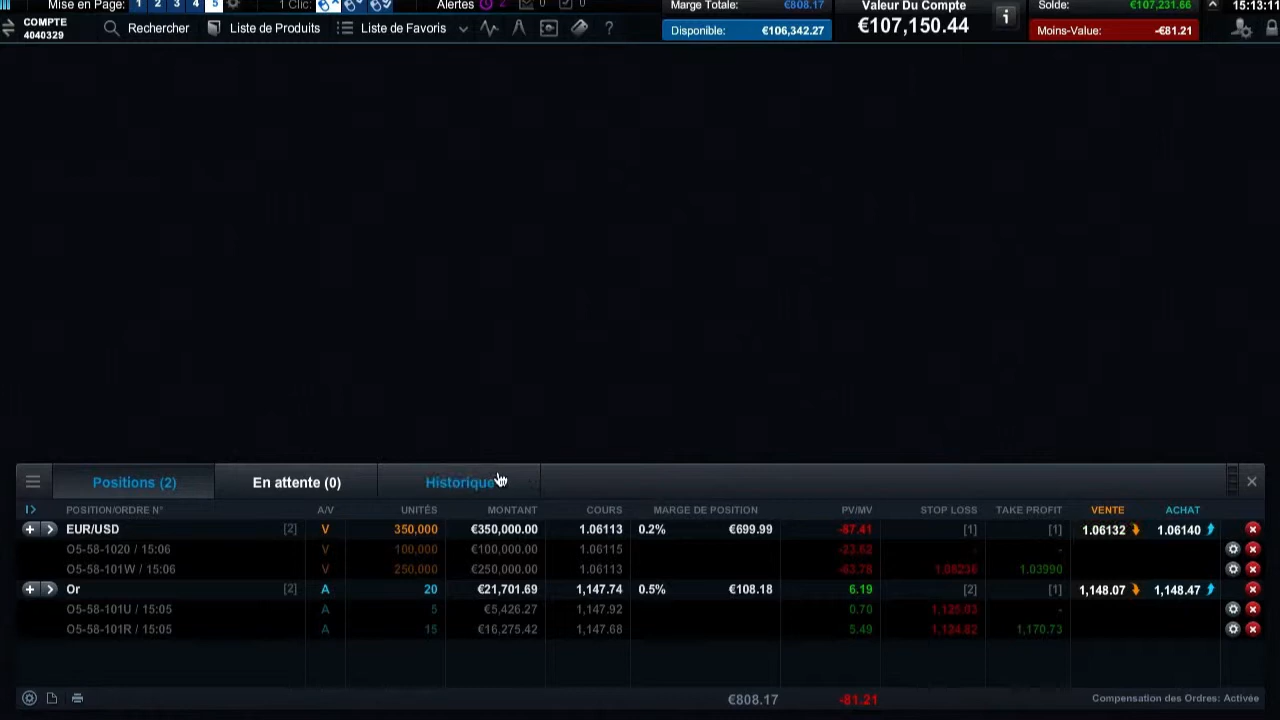 Mise en Page: 1 2 3 4 5 1 Clic: Alertes 2 0 0 Marge Totale: €808.17 Valeur Du Compte Solde: €107,231.66 15:13:11
COMPTE
4040329
Rechercher Liste de Produits Liste de Favoris ? Disponible: €106,342.27 €107,150.44 i Moins-Value: -€81.21
Positions (2) En attente (0) Historique
POSITION/ORDRE N° A/V UNITÉS MONTANT COURS MARGE DE POSITION PV/MV STOP LOSS TAKE PROFIT VENTE ACHAT
EUR/USD [2] V 350,000 €350,000.00 1.06113 0.2% €699.99 -87.41 [1] [1] 1.06132 1.06140
O5-58-1020 / 15:06 V 100,000 €100,000.00 1.06115 -23.62 - -
O5-58-101W / 15:06 V 250,000 €250,000.00 1.06113 -63.78 1.08236 1.03990
Or [2] A 20 €21,701.69 1,147.74 0.5% €108.18 6.19 [2] [1] 1,148.07 1,148.47
O5-58-101U / 15:05 A 5 €5,426.27 1,147.92 0.70 1,125.03 -
O5-58-101R / 15:05 A 15 €16,275.42 1,147.68 5.49 1,124.82 1,170.73
€808.17 -81.21 Compensation des Ordres: Activée